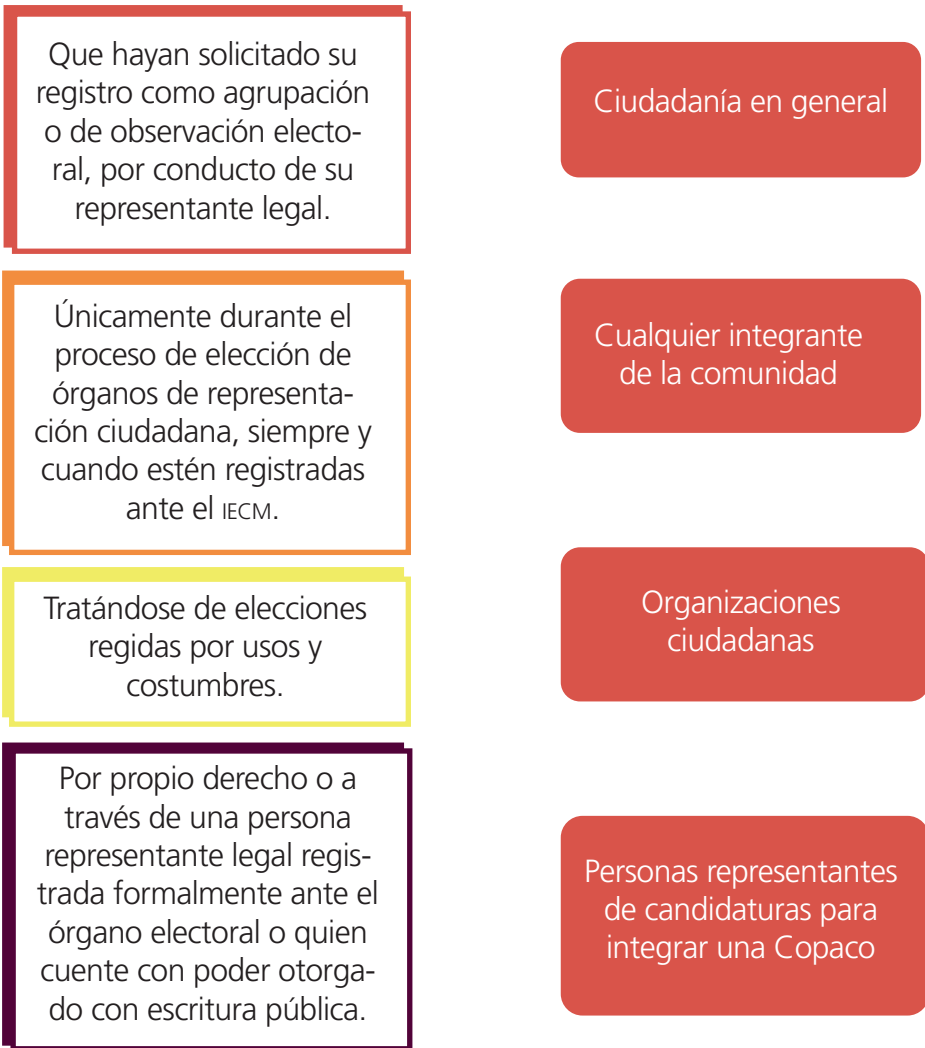 Que hayan solicitado su
registro como agrupación
o de observación electo-
ral, por conducto de su
representante legal.
Ciudadanía en general
Únicamente durante el
proceso de elección de
órganos de representa-
ción ciudadana, siempre y
cuando estén registradas
ante el IECM.
Cualquier integrante
de la comunidad
Tratándose de elecciones
regidas por usos y
costumbres.
Organizaciones
ciudadanas
Por propio derecho o a
través de una persona
representante legal regis-
trada formalmente ante el
órgano electoral o quien
cuente con poder otorga-
do con escritura pública.
Personas representantes
de candidaturas para
integrar una Copaco